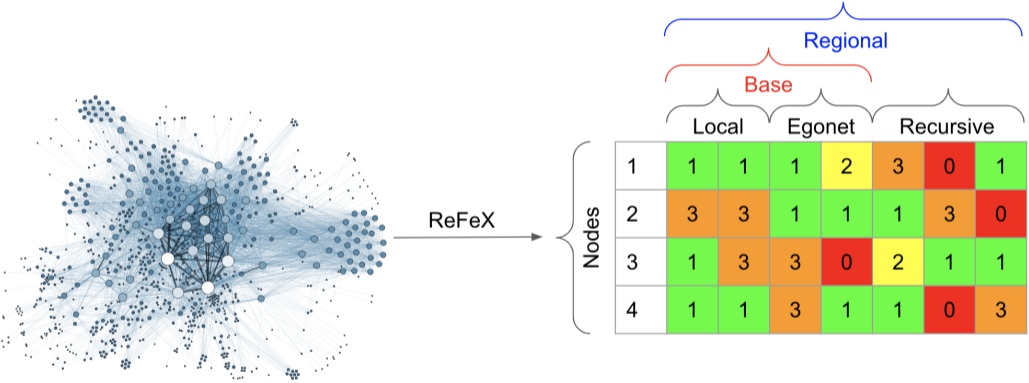 Regional
Base
Local Egonet Recursive
ReFeX
Nodes
1 1 1 1 2 3 0 1
2 3 3 1 1 1 3 0
3 1 3 3 0 2 1 1
4 1 1 3 1 1 0 3